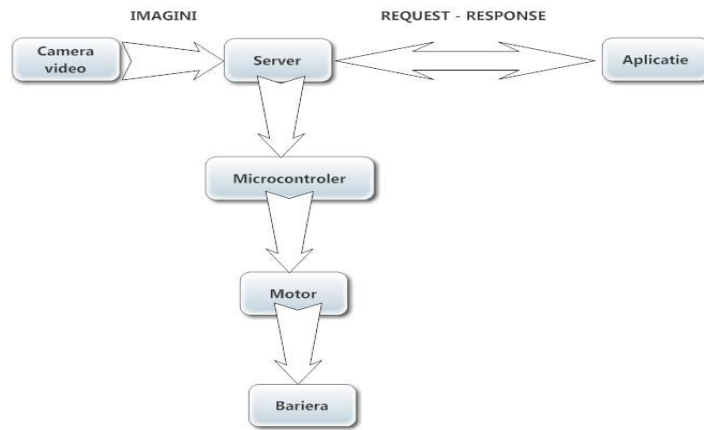 IMAGINI
REQUEST - RESPONSE
Camera
video
Server
Aplicatie
Microcontroler
Motor
Bariera